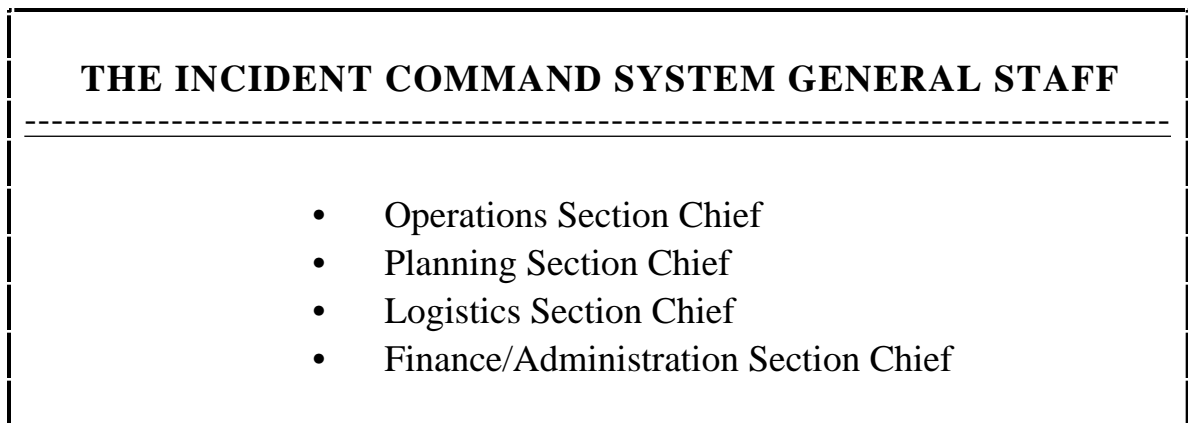 THE INCIDENT COMMAND SYSTEM GENERAL STAFF
• Operations Section Chief
• Planning Section Chief
• Logistics Section Chief
• Finance/Administration Section Chief